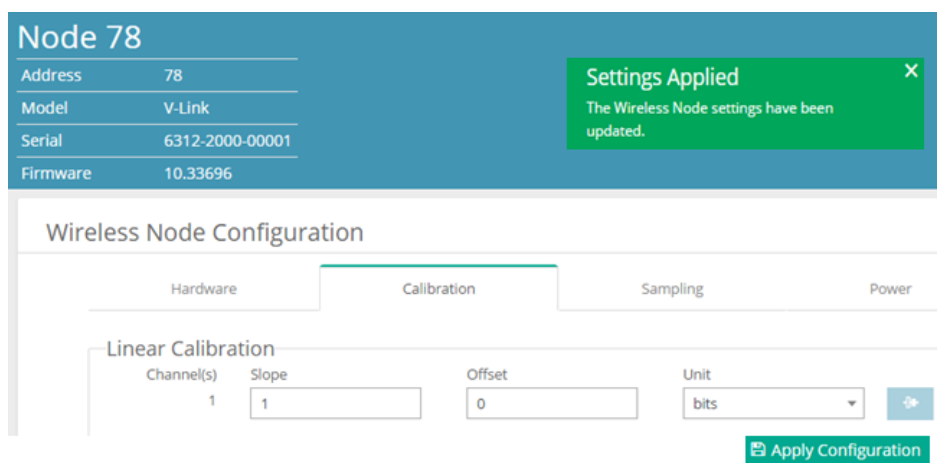 Node 78
Address 78
Model V-Link
Serial 6312-2000-00001
Firmware 10.33696
Settings Applied
The Wireless Node settings have been
updated.
Wireless Node Configuration
Hardware Calibration Sampling Power
Linear Calibration
Channel(s) Slope Offset Unit
1 1 0 bits
Apply Configuration